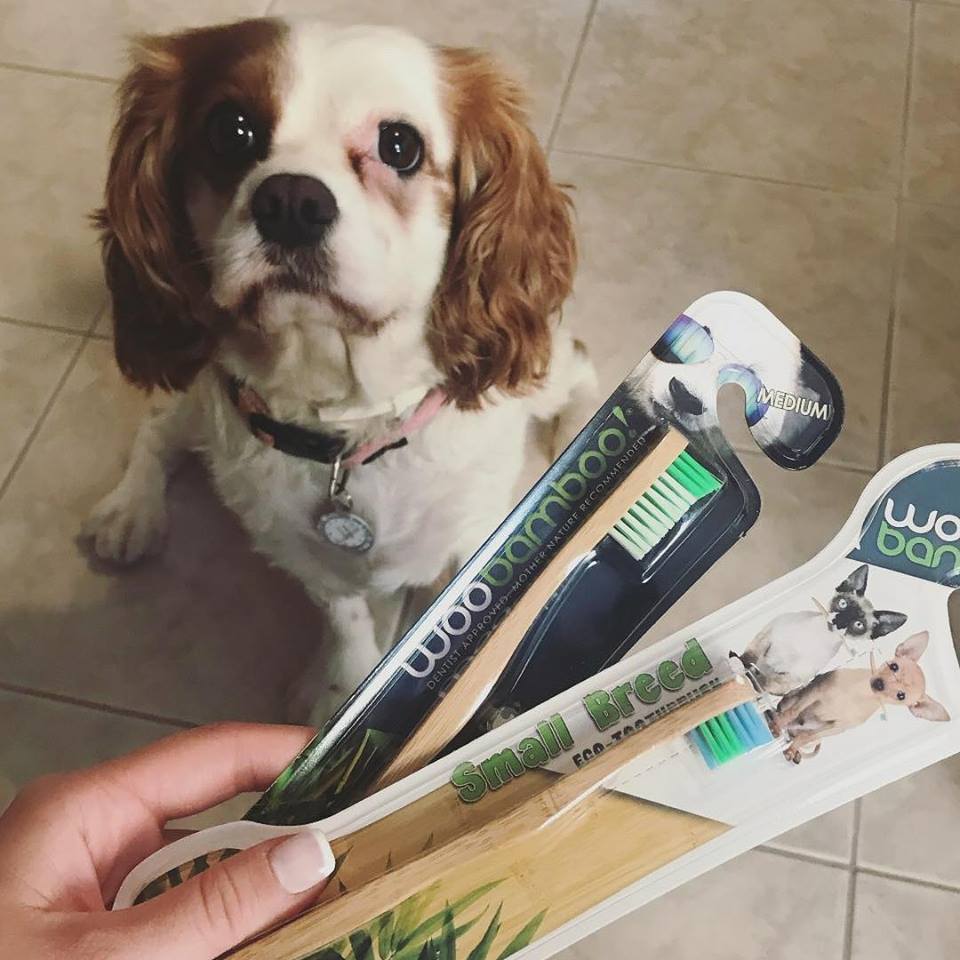 MEDIUM
woobamboo!
DENTIST APPROVED - MOTHER NATURE RECOMMENDED
WOO
BAM
Small Breed
ECO-TOOTHBRUSH